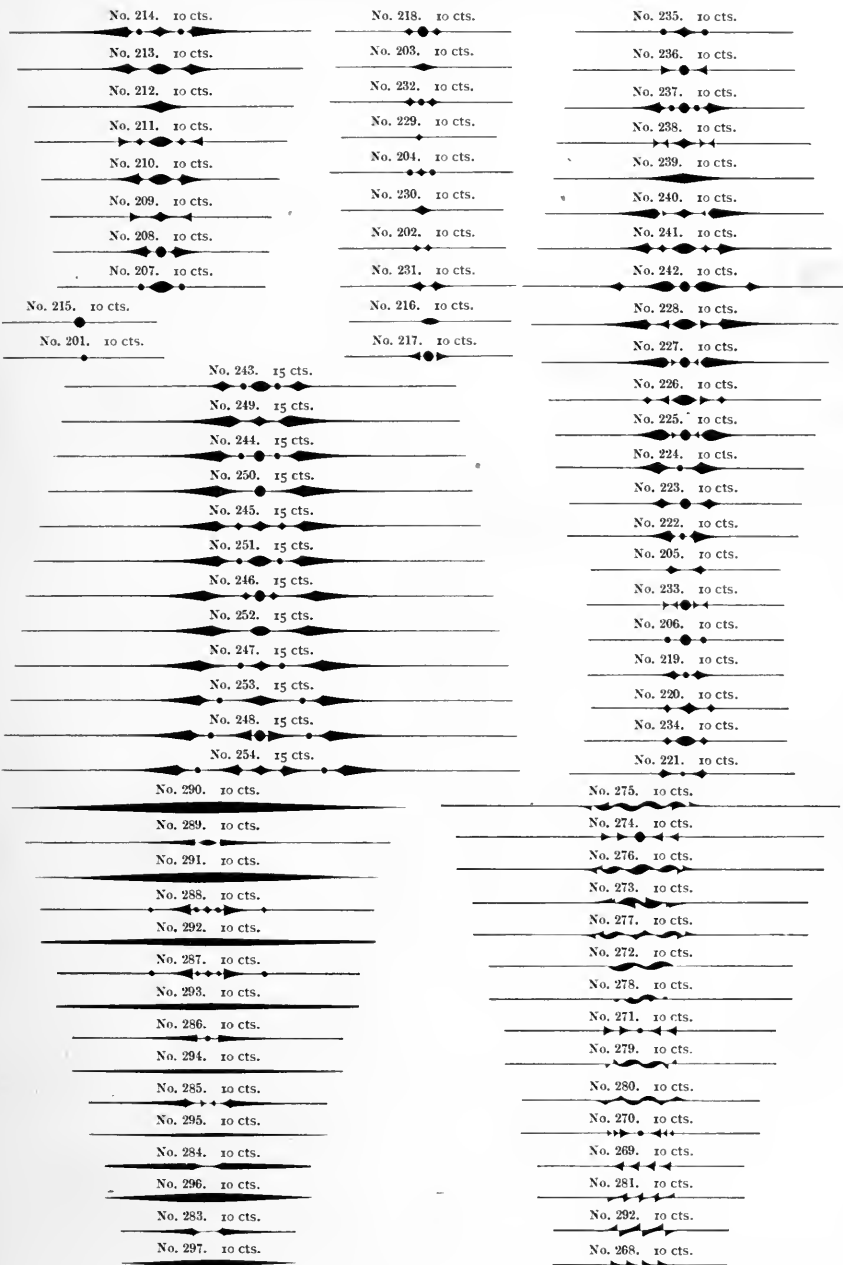 No. 214. 10 cts.
No. 213. 10 cts.
No. 212. 10 cts.
No. 211. 10 cts.
No. 210. 10 cts.
No. 209. 10 cts.
No. 208. 10 cts.
No. 207. 10 cts.
No. 215. 10 cts.
No. 201. 10 cts.
No. 218. 10 cts.
No. 203. 10 cts.
No. 232. 10 cts.
No. 229. 10 cts.
No. 204. 10 cts.
No. 230. 10 cts.
No. 202. 10 cts.
No. 231. 10 cts.
No. 216. 10 cts.
No. 217. 10 cts.
No. 243. 15 cts.
No. 249. 15 cts.
No. 244. 15 cts.
No. 250. 15 cts.
No. 245. 15 cts.
No. 251. 15 cts.
No. 246. 15 cts.
No. 252. 15 cts.
No. 247. 15 cts.
No. 253. 15 cts.
No. 248. 15 cts.
No. 254. 15 cts.
No. 235. 10 cts.
No. 236. 10 cts.
No. 237. 10 cts.
No. 238. 10 cts.
No. 239. 10 cts.
No. 240. 10 cts.
No. 241. 10 cts.
No. 242. 10 cts.
No. 228. 10 cts.
No. 227. 10 cts.
No. 226. 10 cts.
No. 225. 10 cts.
No. 224. 10 cts.
No. 223. 10 cts.
No. 222. 10 cts.
No. 205. 10 cts.
No. 233. 10 cts.
No. 206. 10 cts.
No. 219. 10 cts.
No. 220. 10 cts.
No. 234. 10 cts.
No. 221. 10 cts.
No. 290. 10 cts.
No. 289. 10 cts.
No. 291. 10 cts.
No. 288. 10 cts.
No. 292. 10 cts.
No. 287. 10 cts.
No. 293. 10 cts.
No. 286. 10 cts.
No. 294. 10 cts.
No. 285. 10 cts.
No. 295. 10 cts.
No. 284. 10 cts.
No. 296. 10 cts.
No. 283. 10 cts.
No. 297. 10 cts.
No. 275. 10 cts.
No. 274. 10 cts.
No. 276. 10 cts.
No. 273. 10 cts.
No. 277. 10 cts.
No. 272. 10 cts.
No. 278. 10 cts.
No. 271. 10 cts.
No. 279. 10 cts.
No. 280. 10 cts.
No. 270. 10 cts.
No. 269. 10 cts.
No. 281. 10 cts.
No. 292. 10 cts.
No. 268. 10 cts.